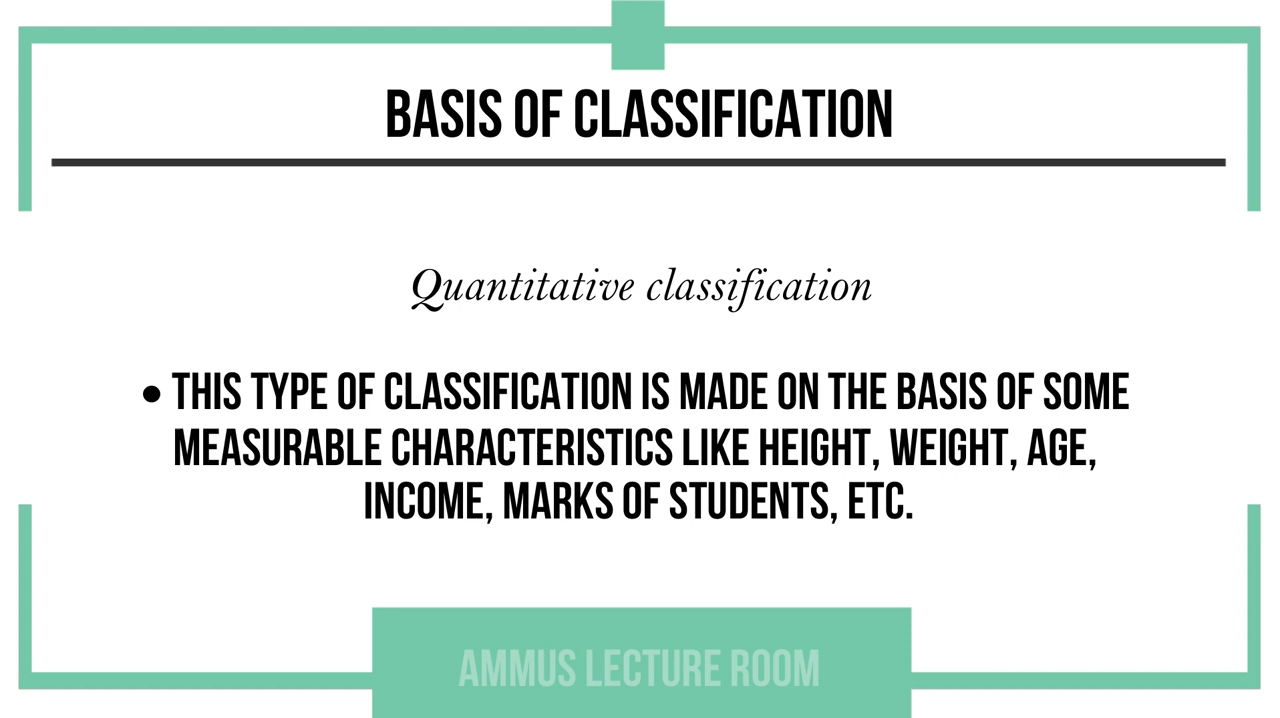 BASIS OF CLASSIFICATION
Quantitative classification
• THIS TYPE OF CLASSIFICATION IS MADE ON THE BASIS OF SOME
MEASURABLE CHARACTERISTICS LIKE HEIGHT, WEIGHT, AGE,
INCOME, MARKS OF STUDENTS, ETC.
AMMUS LECTURE ROOM